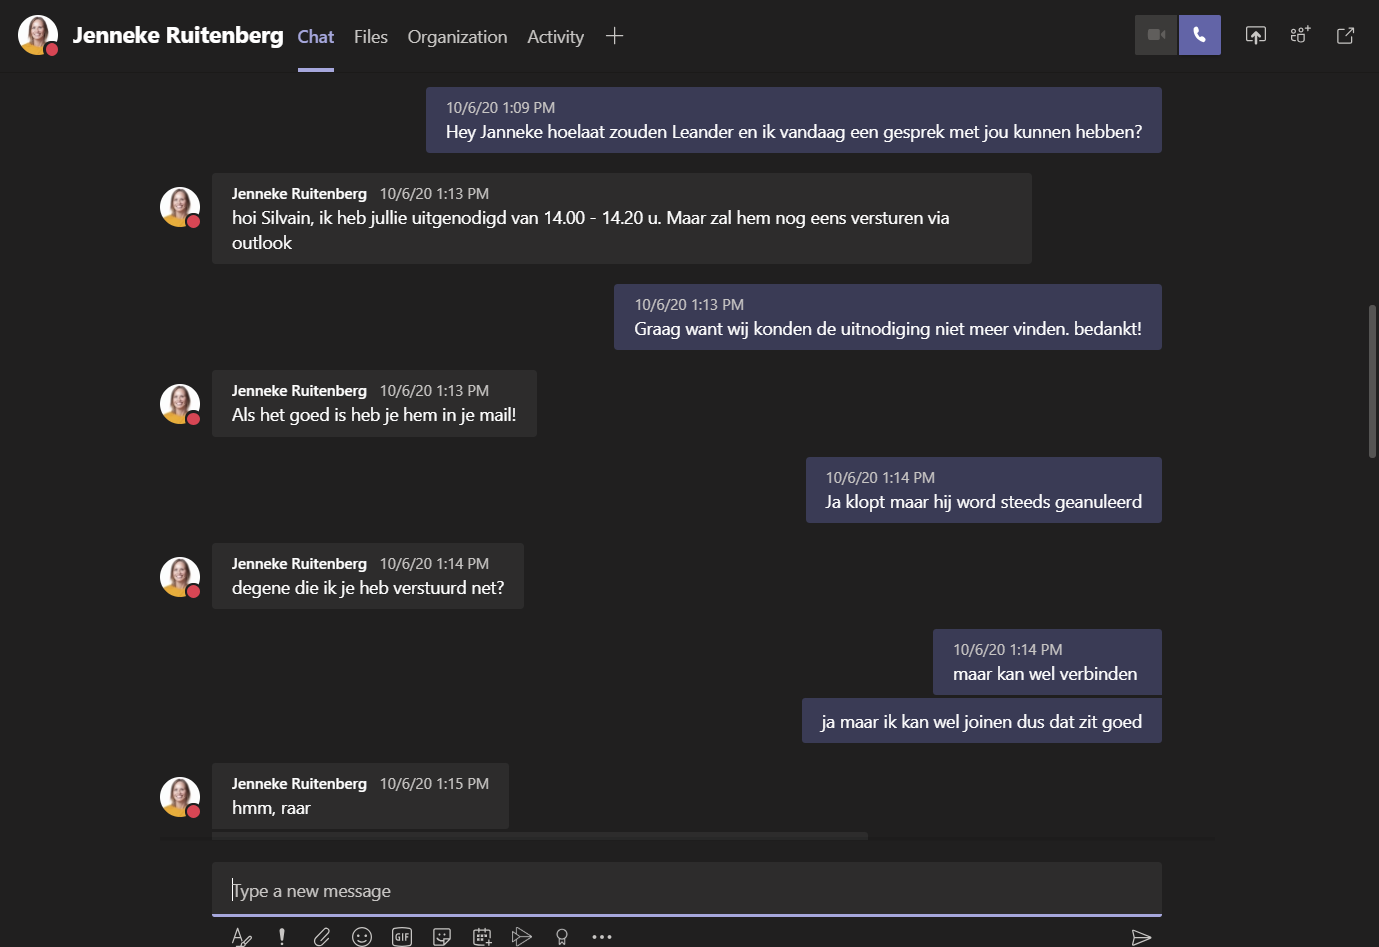 Jenneke Ruitenberg Chat Files Organization Activity
10/6/20 1:09 PM
Hey Janneke hoelaat zouden Leander en ik vandaag een gesprek met jou kunnen hebben?
Jenneke Ruitenberg 10/6/20 1:13 PM
hoi Silvain, ik heb jullie uitgenodigd van 14.00 - 14.20 u. Maar zal hem nog eens versturen via
outlook
10/6/20 1:13 PM
Graag want wij konden de uitnodiging niet meer vinden. bedankt!
Jenneke Ruitenberg 10/6/20 1:13 PM
Als het goed is heb je hem in je mail!
10/6/20 1:14 PM
Ja klopt maar hij word steeds geanuleerd
Jenneke Ruitenberg 10/6/20 1:14 PM
degene die ik je heb verstuurd net?
10/6/20 1:14 PM
maar kan wel verbinden
ja maar ik kan wel joinen dus dat zit goed
Jenneke Ruitenberg 10/6/20 1:15 PM
hmm, raar
Type a new message
GIF